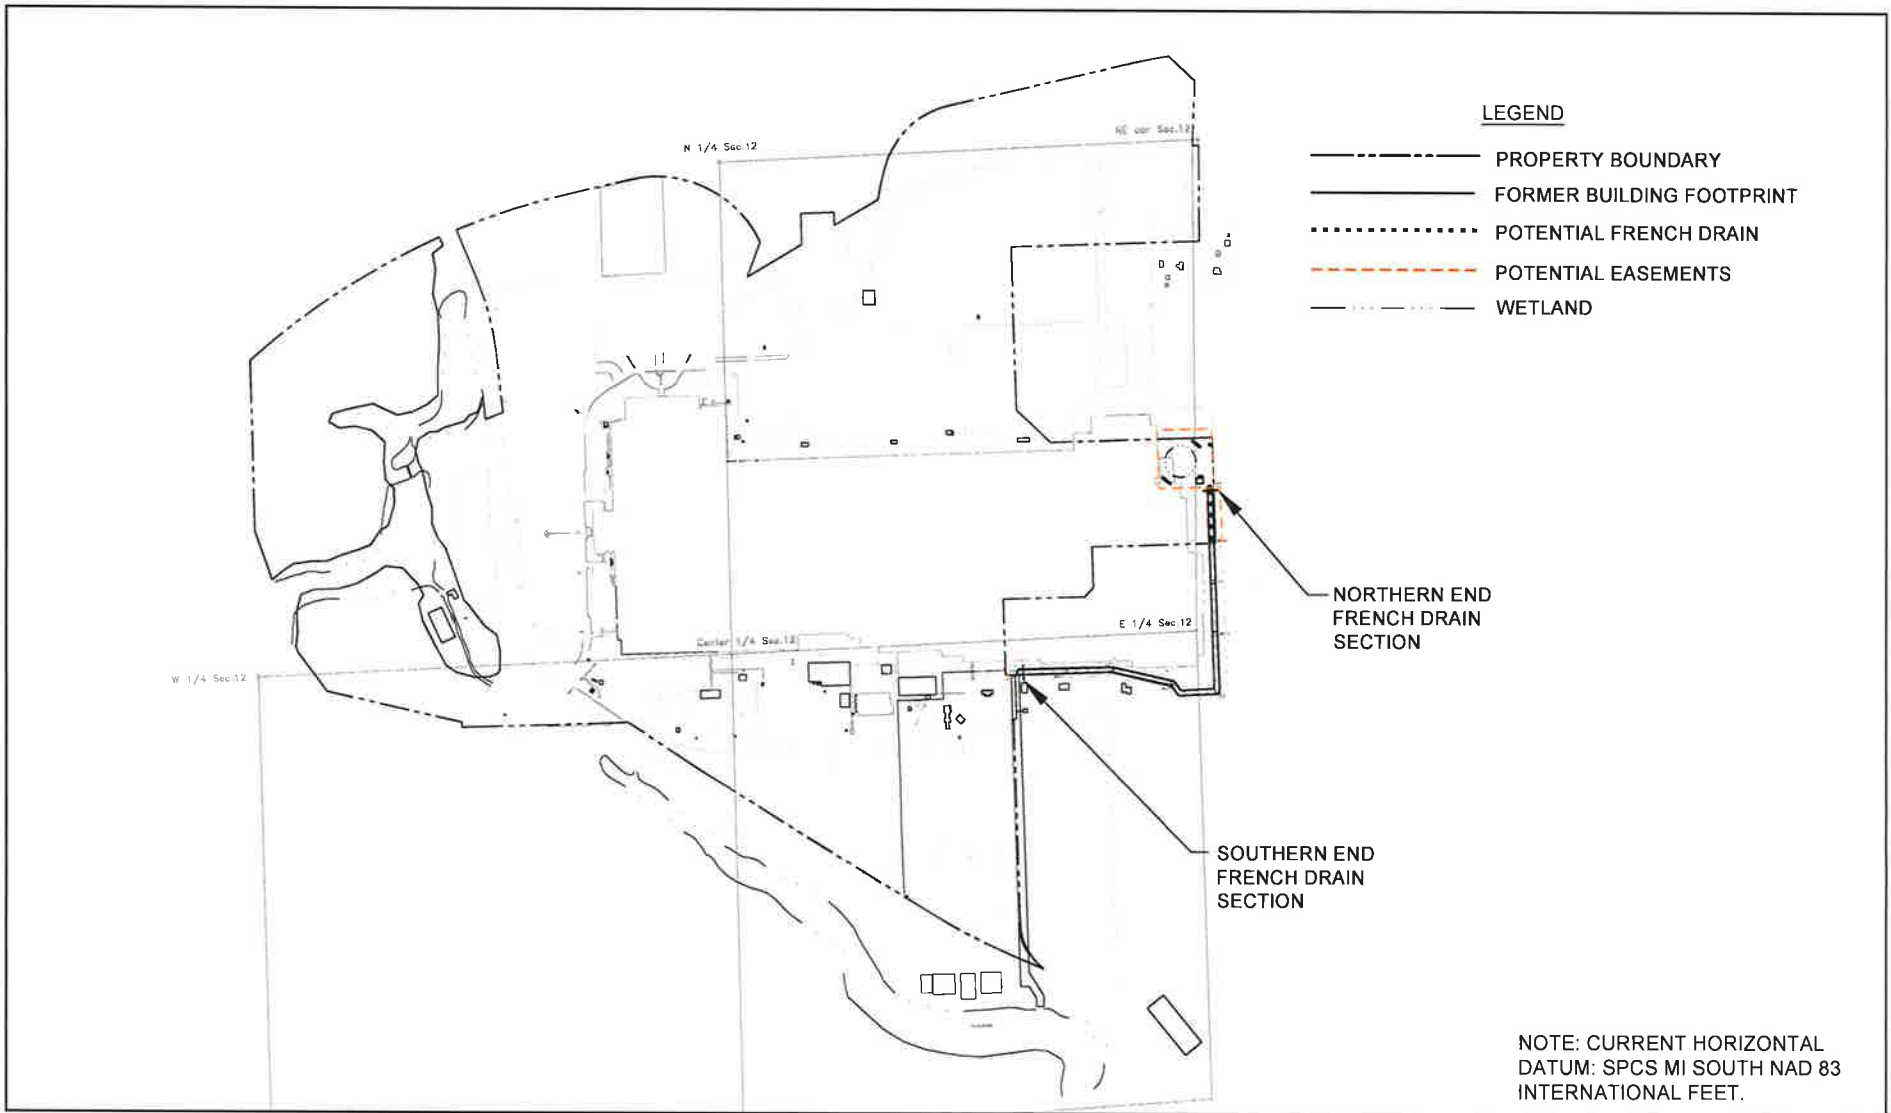 LEGEND
PROPERTY BOUNDARY
FORMER BUILDING FOOTPRINT
POTENTIAL FRENCH DRAIN
POTENTIAL EASEMENTS
WETLAND
N 1/4 Sec.12
NE cor Sec.12
E 1/4 Sec.12
Center 1/4 Sec.12
W 1/4 Sec.12
NORTHERN END
FRENCH DRAIN
SECTION
SOUTHERN END
FRENCH DRAIN
SECTION
NOTE: CURRENT HORIZONTAL
DATUM: SPCS MI SOUTH NAD 83
INTERNATIONAL FEET.